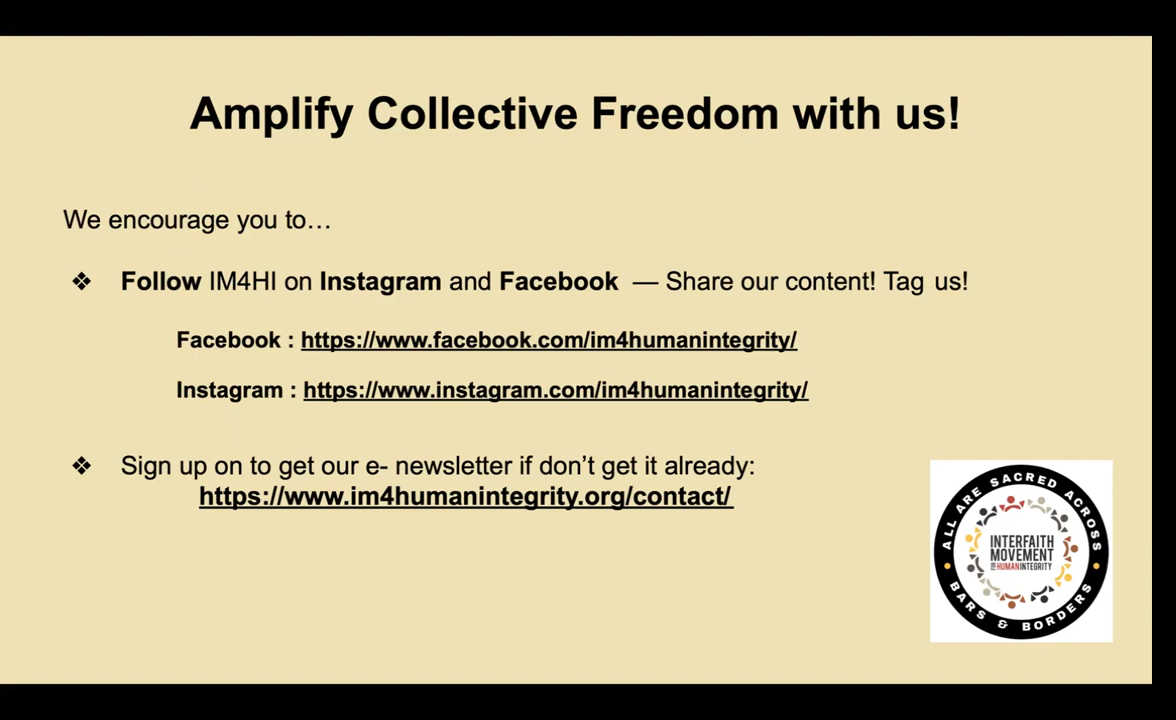 Amplify Collective Freedom with us!
We encourage you to…
❖ Follow IM4HI on Instagram and Facebook — Share our content! Tag us!
Facebook : https://www.facebook.com/im4humanintegrity/
Instagram : https://www.instagram.com/im4humanintegrity/
❖ Sign up on to get our e- newsletter if don’t get it already:
https://www.im4humanintegrity.org/contact/
ALL ARE SACRED ACROSS
INTERFAITH
MOVEMENT
FOR HUMAN INTEGRITY
BARS & BORDERS